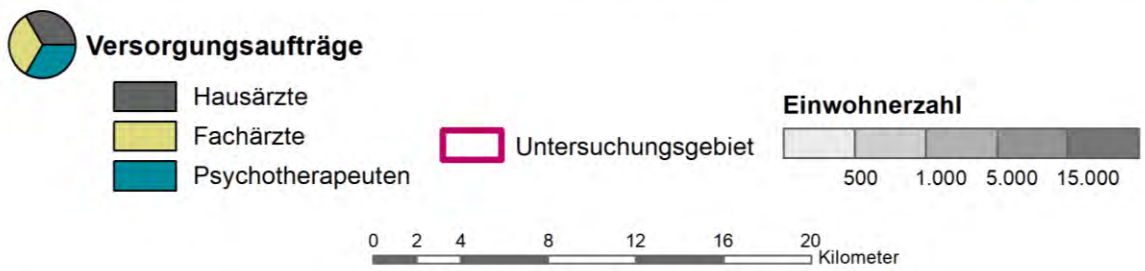 Versorgungsaufträge
Hausärzte
Fachärzte
Psychotherapeuten
Untersuchungsgebiet
Einwohnerzahl
500 1.000 5.000 15.000
0 2 4 8 12 16 20
Kilometer